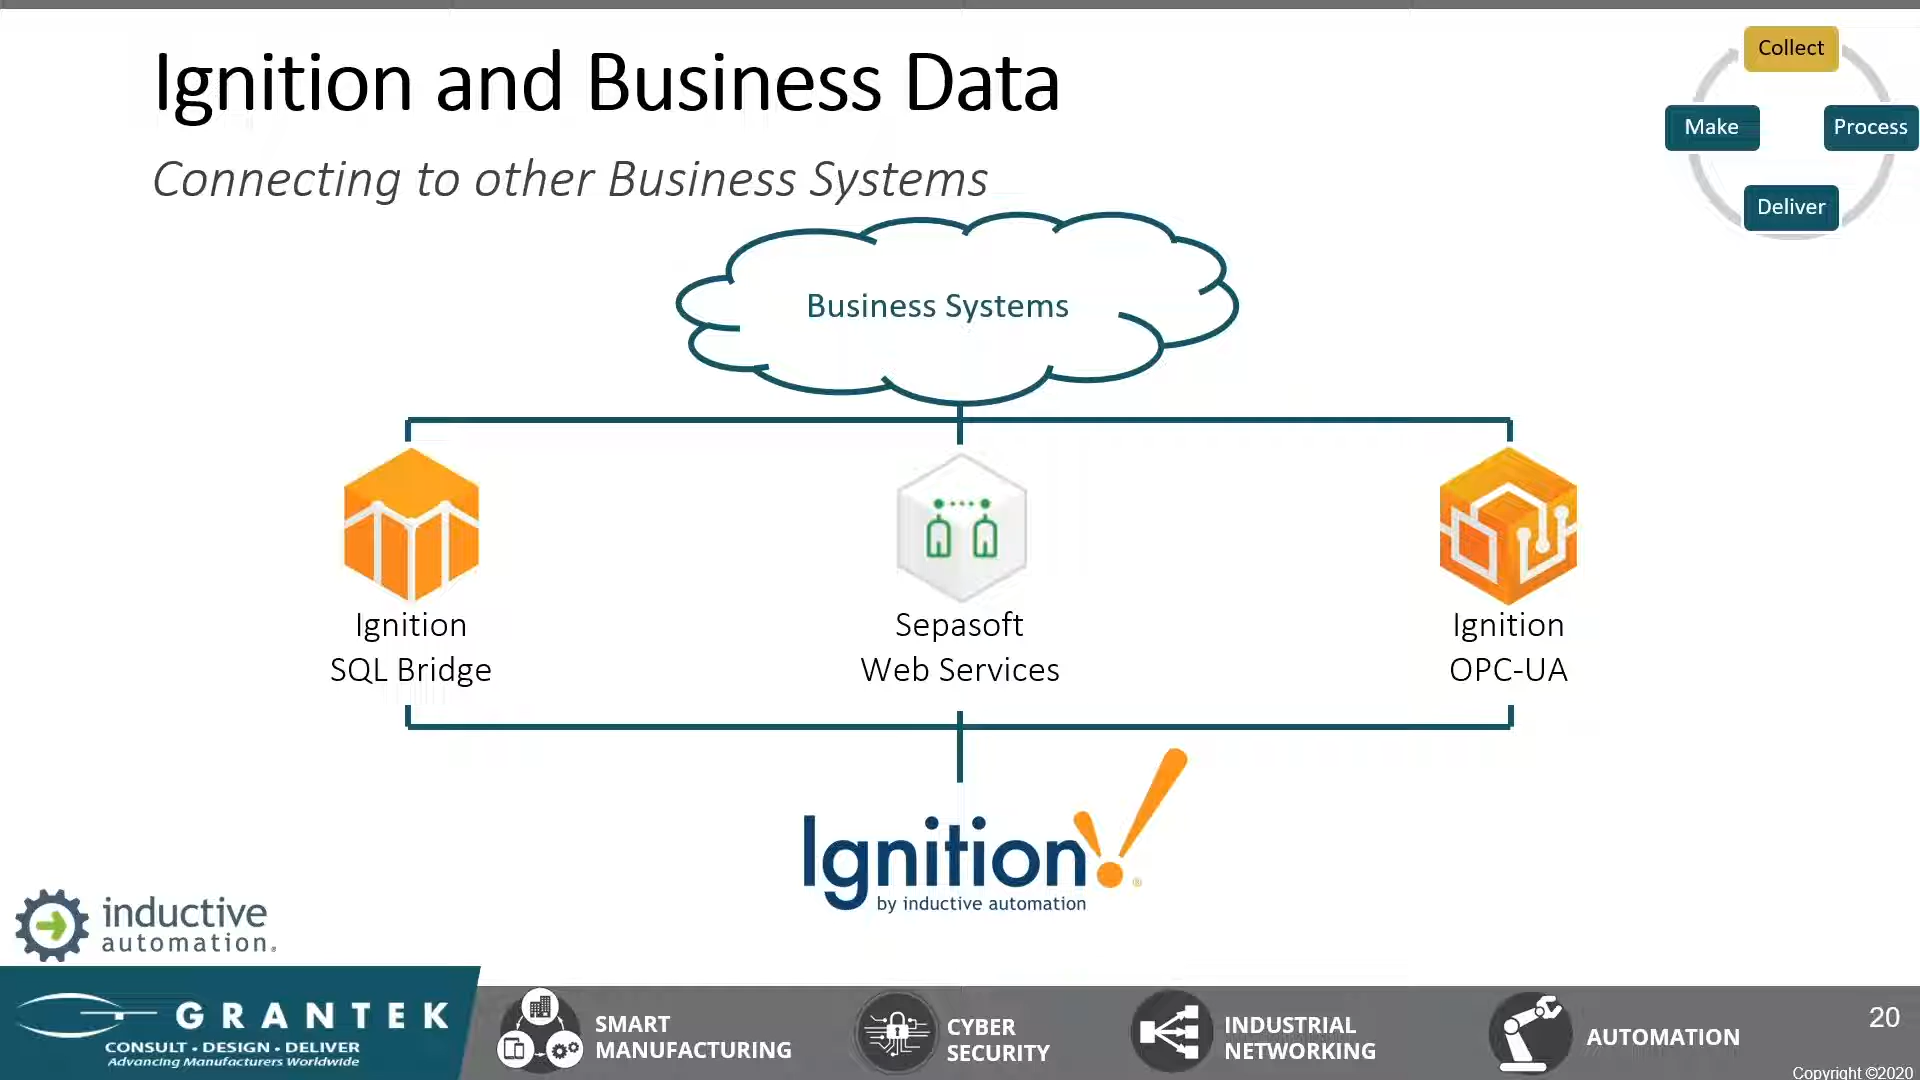 Ignition and Business Data
Connecting to other Business Systems
Collect
Make
Process
Deliver
Business Systems
Ignition
SQL Bridge
Sepasoft
Web Services
Ignition
OPC-UA
Ignition!®
by inductive automation
inductive
automation®
GRANTEK
CONSULT • DESIGN • DELIVER
Advancing Manufacturers Worldwide
SMART
MANUFACTURING
CYBER
SECURITY
INDUSTRIAL
NETWORKING
AUTOMATION
20
Copyright ©2020